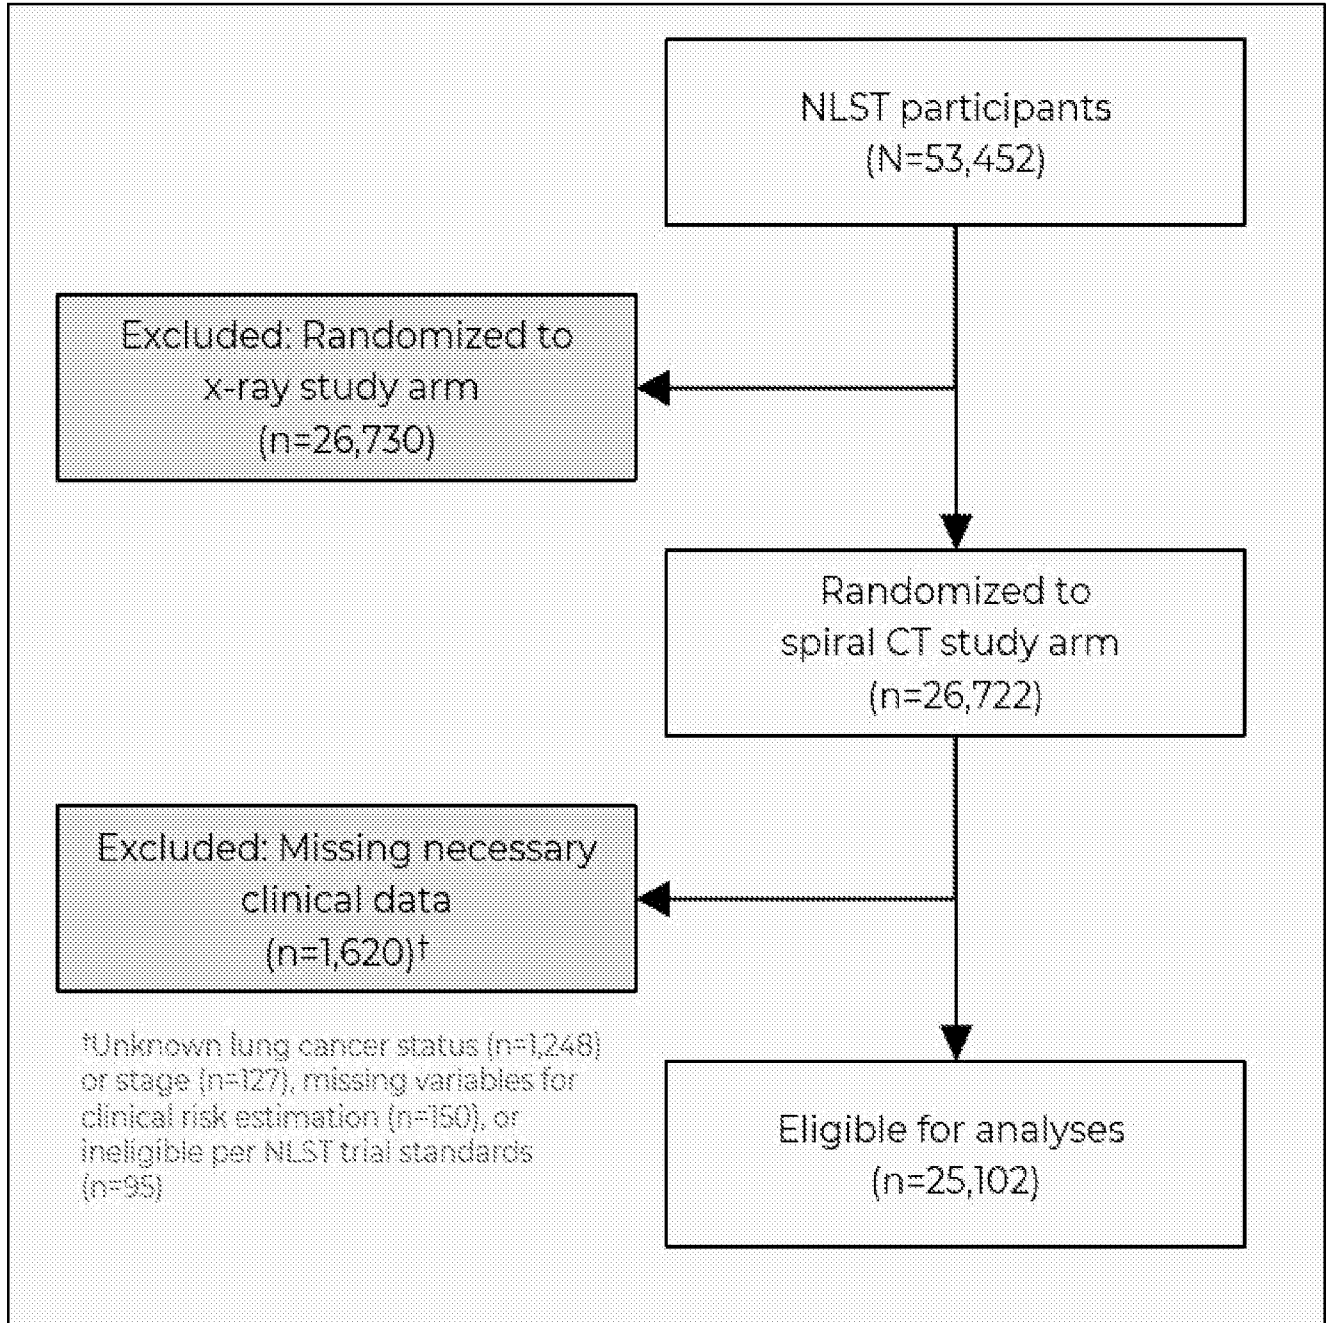 NLST participants
(N=53,452)
Excluded: Randomized to
x-ray study arm
(n=26,730)
Randomized to
spiral CT study arm
(n=26,722)
Excluded: Missing necessary
clinical data
(n=1,620)†
†Unknown lung cancer status (n=1,248)
or stage (n=127), missing variables for
clinical risk estimation (n=150), or
ineligible per NLST trial standards
(n=95)
Eligible for analyses
(n=25,102)